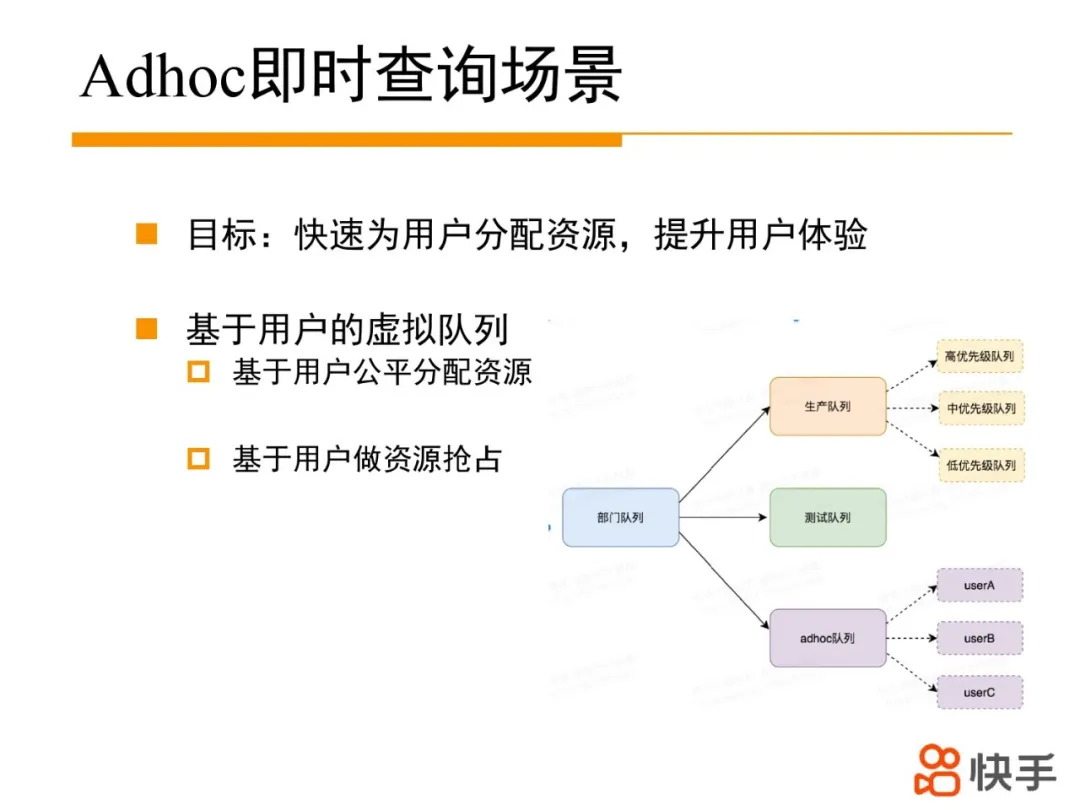 Adhoc即时查询场景
目标：快速为用户分配资源，提升用户体验
基于用户的虚拟队列
基于用户公平分配资源
基于用户做资源抢占
高优先级队列
生产队列
中优先级队列
低优先级队列
部门队列
测试队列
userA
adhoc队列
userB
userC
快手